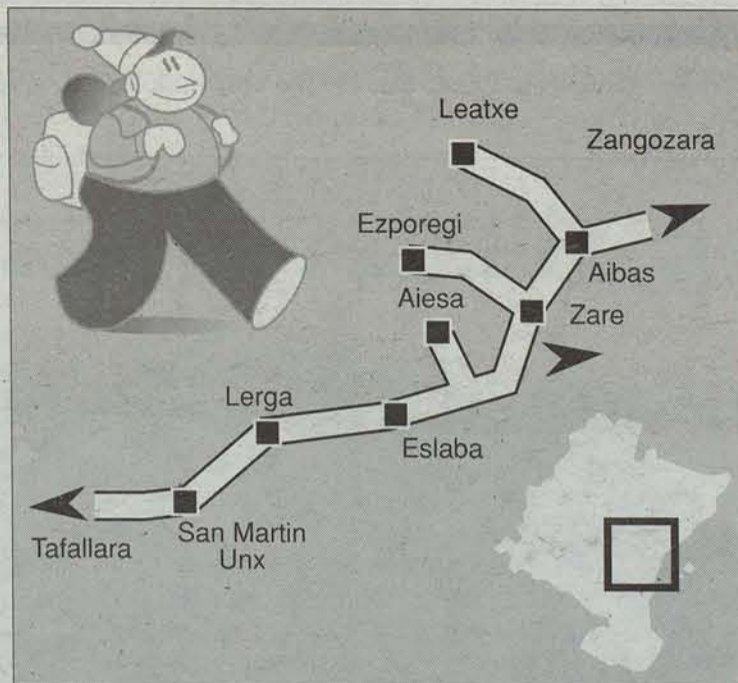 Leatxe
Zangozara
Ezporegi
Aibas
Aiesa
Zare
Lerga
Eslaba
San Martin
Unx
Tafallara